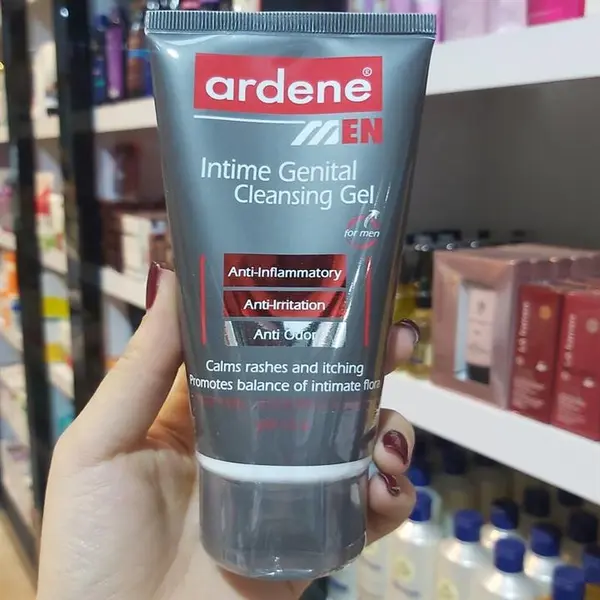 ardene®
MEN
Intime Genital
Cleansing Gel
for men
Anti-Inflammatory
Anti-Irritation
Anti Odor
Calms rashes and itching
Promotes balance of intimate flora